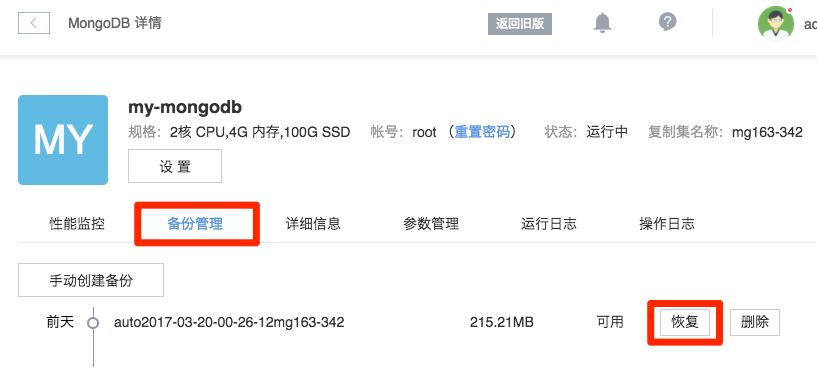 MongoDB 详情 返回旧版 ad
MY
my-mongodb
规格：2核 CPU,4G 内存,100G SSD 帐号：root （重置密码） 状态：运行中 复制集名称：mg163-342
设 置
性能监控 备份管理 详细信息 参数管理 运行日志 操作日志
手动创建备份
前天 auto2017-03-20-00-26-12mg163-342 215.21MB 可用 恢复 删除